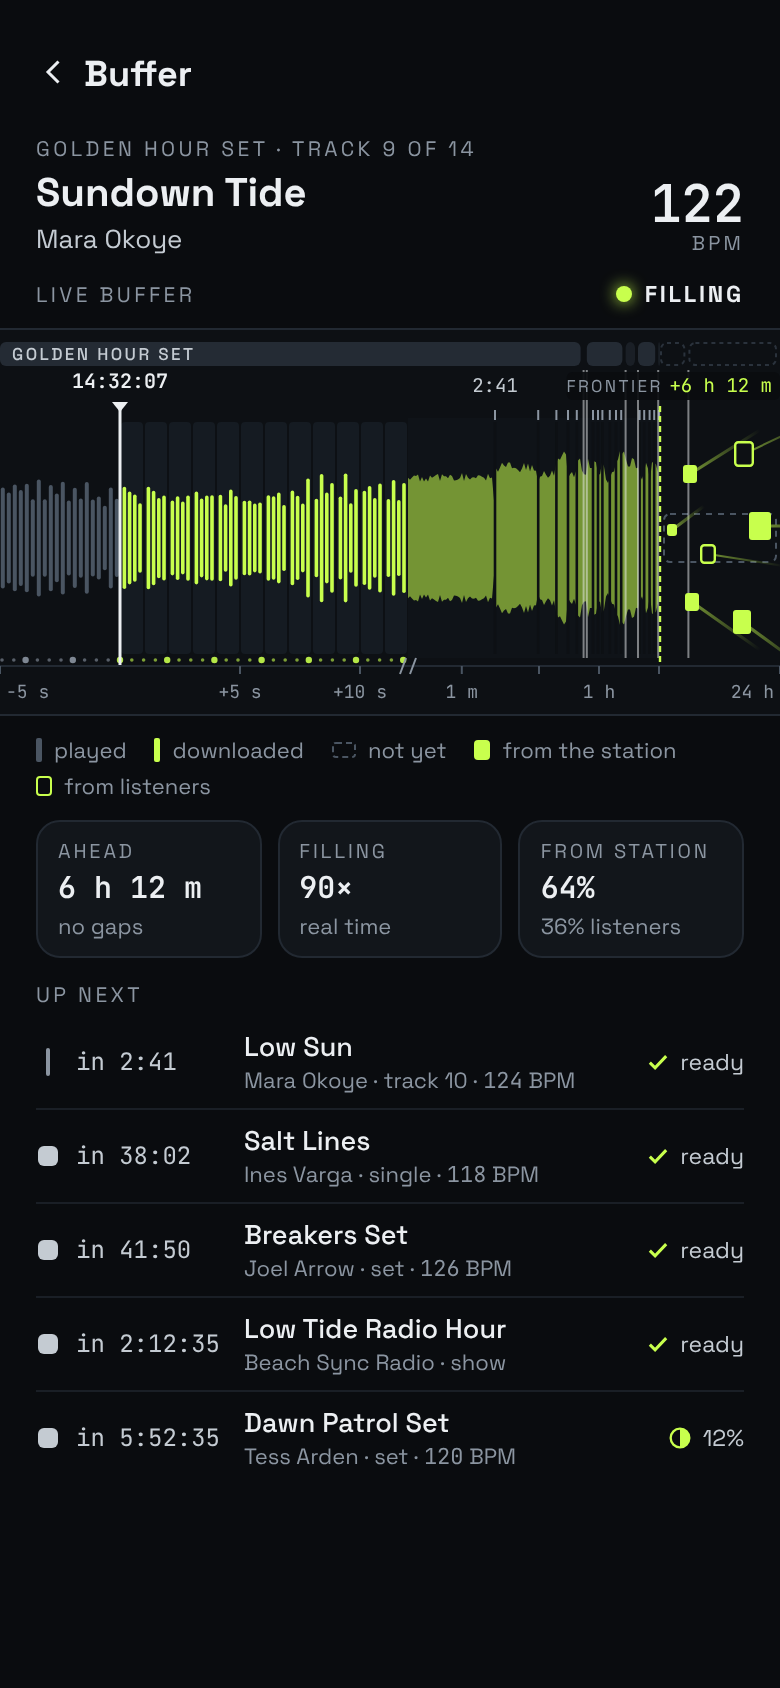 Buffer
GOLDEN HOUR SET · TRACK 9 OF 14
Sundown Tide
Mara Okoye
122
BPM
LIVE BUFFER
FILLING
GOLDEN HOUR SET
14:32:07
2:41
FRONTIER +6 h 12 m
-5 s
+5 s
+10 s
1 m
1 h
24 h
played
downloaded
not yet
from the station
from listeners
AHEAD
6 h 12 m
no gaps
FILLING
90×
real time
FROM STATION
64%
36% listeners
UP NEXT
in 2:41
Low Sun
Mara Okoye · track 10 · 124 BPM
ready
in 38:02
Salt Lines
Ines Varga · single · 118 BPM
ready
in 41:50
Breakers Set
Joel Arrow · set · 126 BPM
ready
in 2:12:35
Low Tide Radio Hour
Beach Sync Radio · show
ready
in 5:52:35
Dawn Patrol Set
Tess Arden · set · 120 BPM
12%